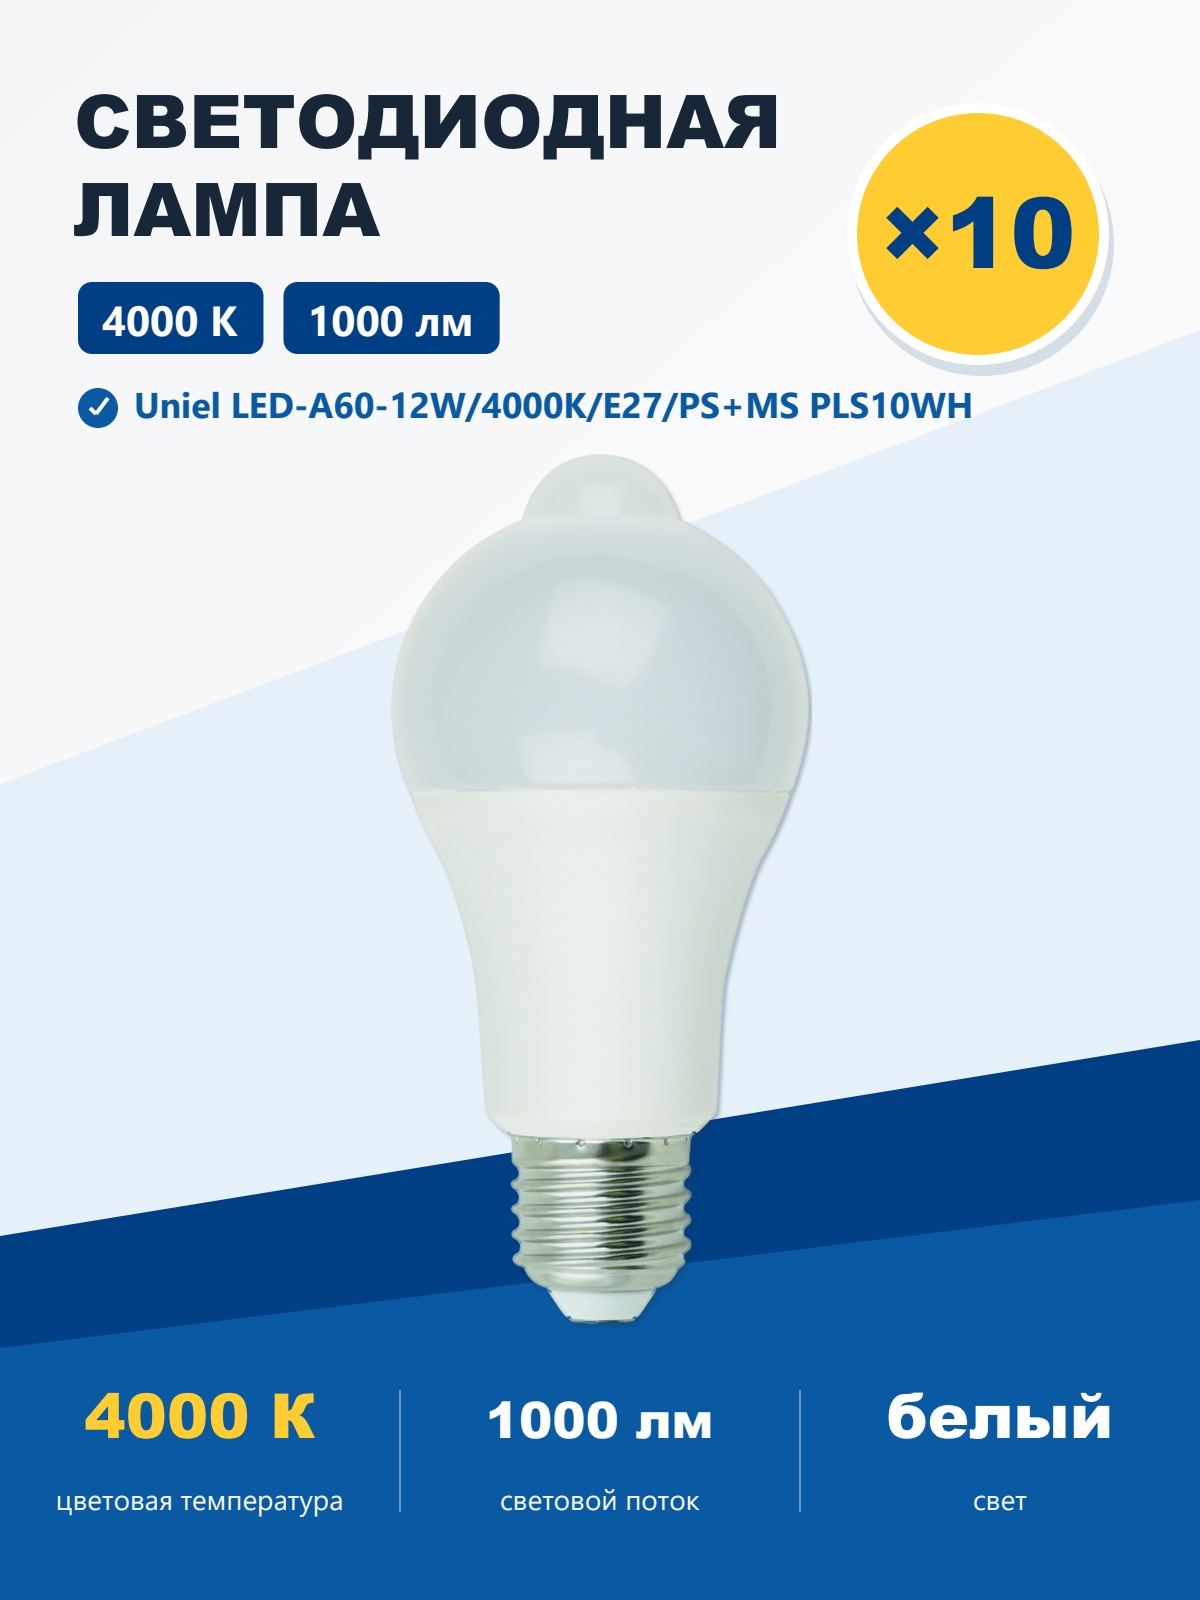 СВЕТОДИОДНАЯ
ЛАМПА
×10
4000 К
1000 лм
Uniel LED-A60-12W/4000K/E27/PS+MS PLS10WH
4000 К
1000 лм
белый
цветовая температура
световой поток
свет